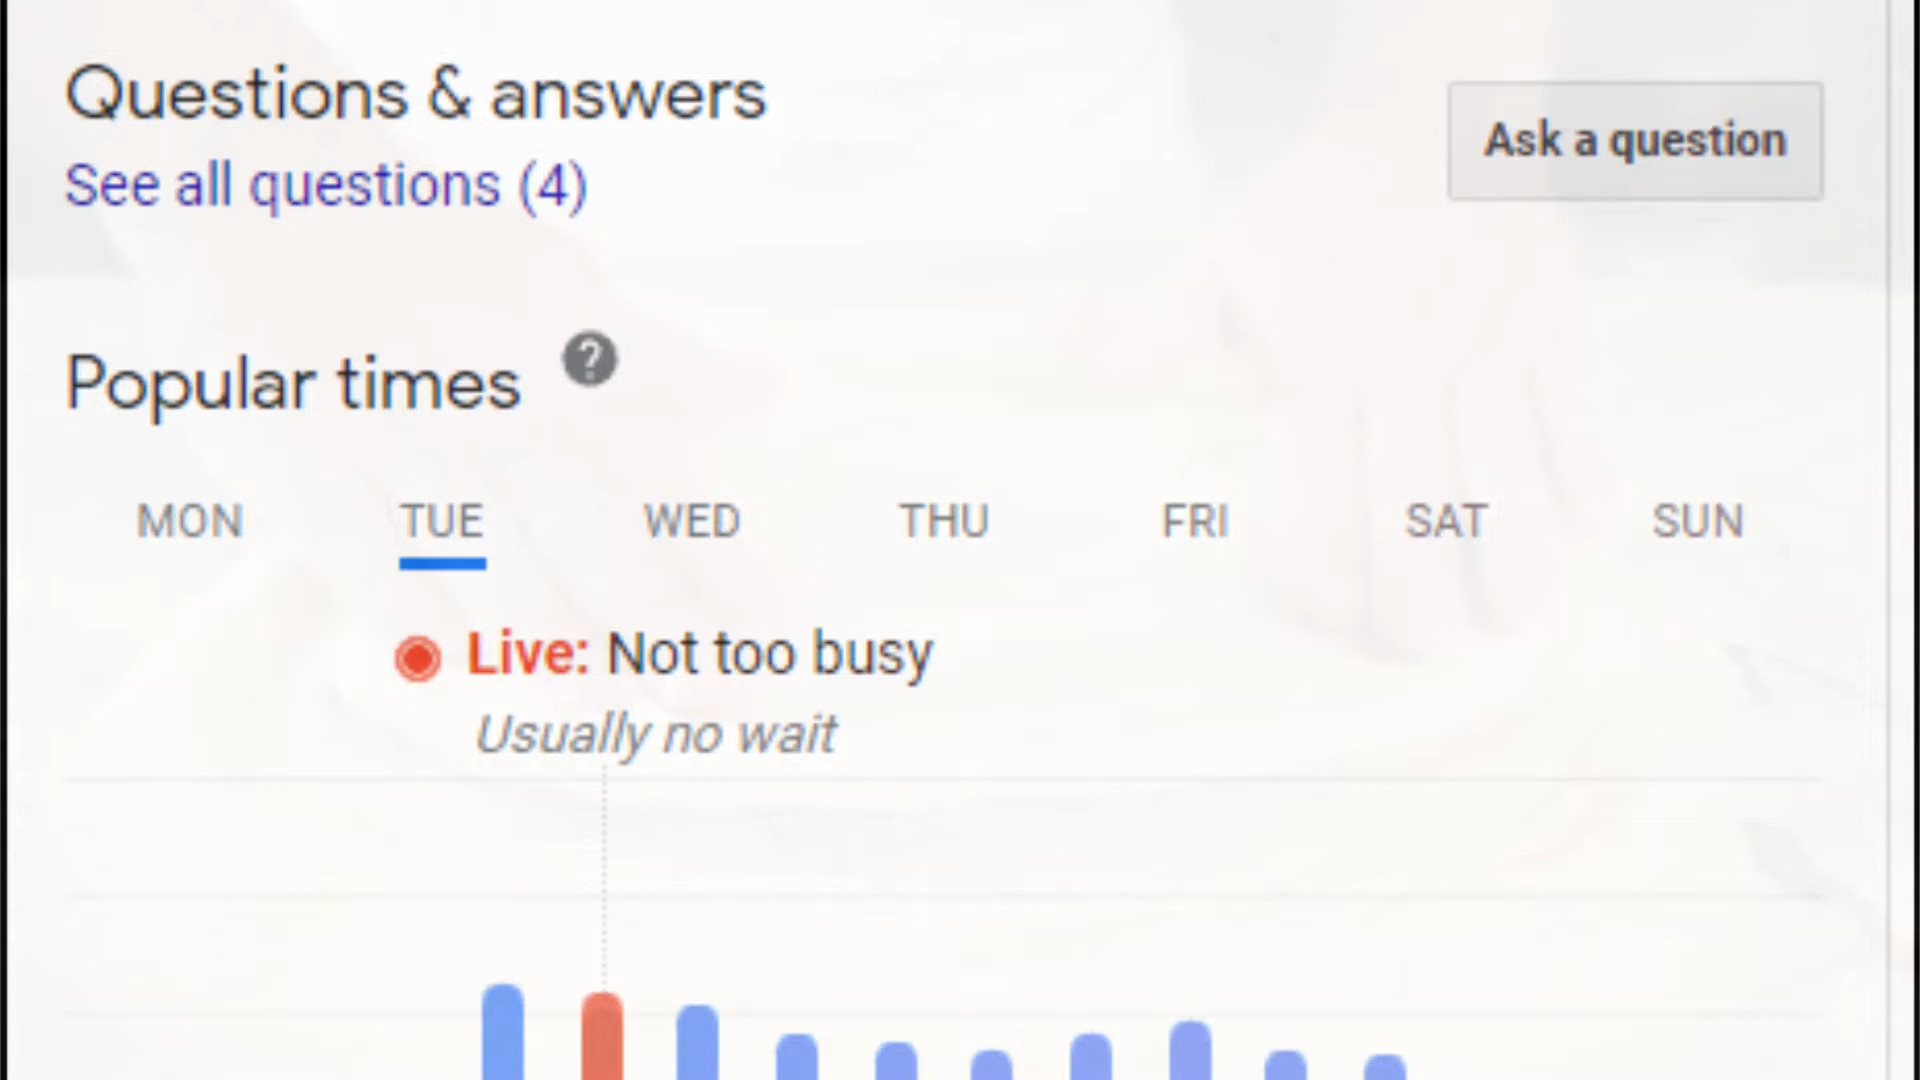 Questions & answers
Ask a question
See all questions (4)
Popular times ?
MON TUE WED THU FRI SAT SUN
Live: Not too busy
Usually no wait